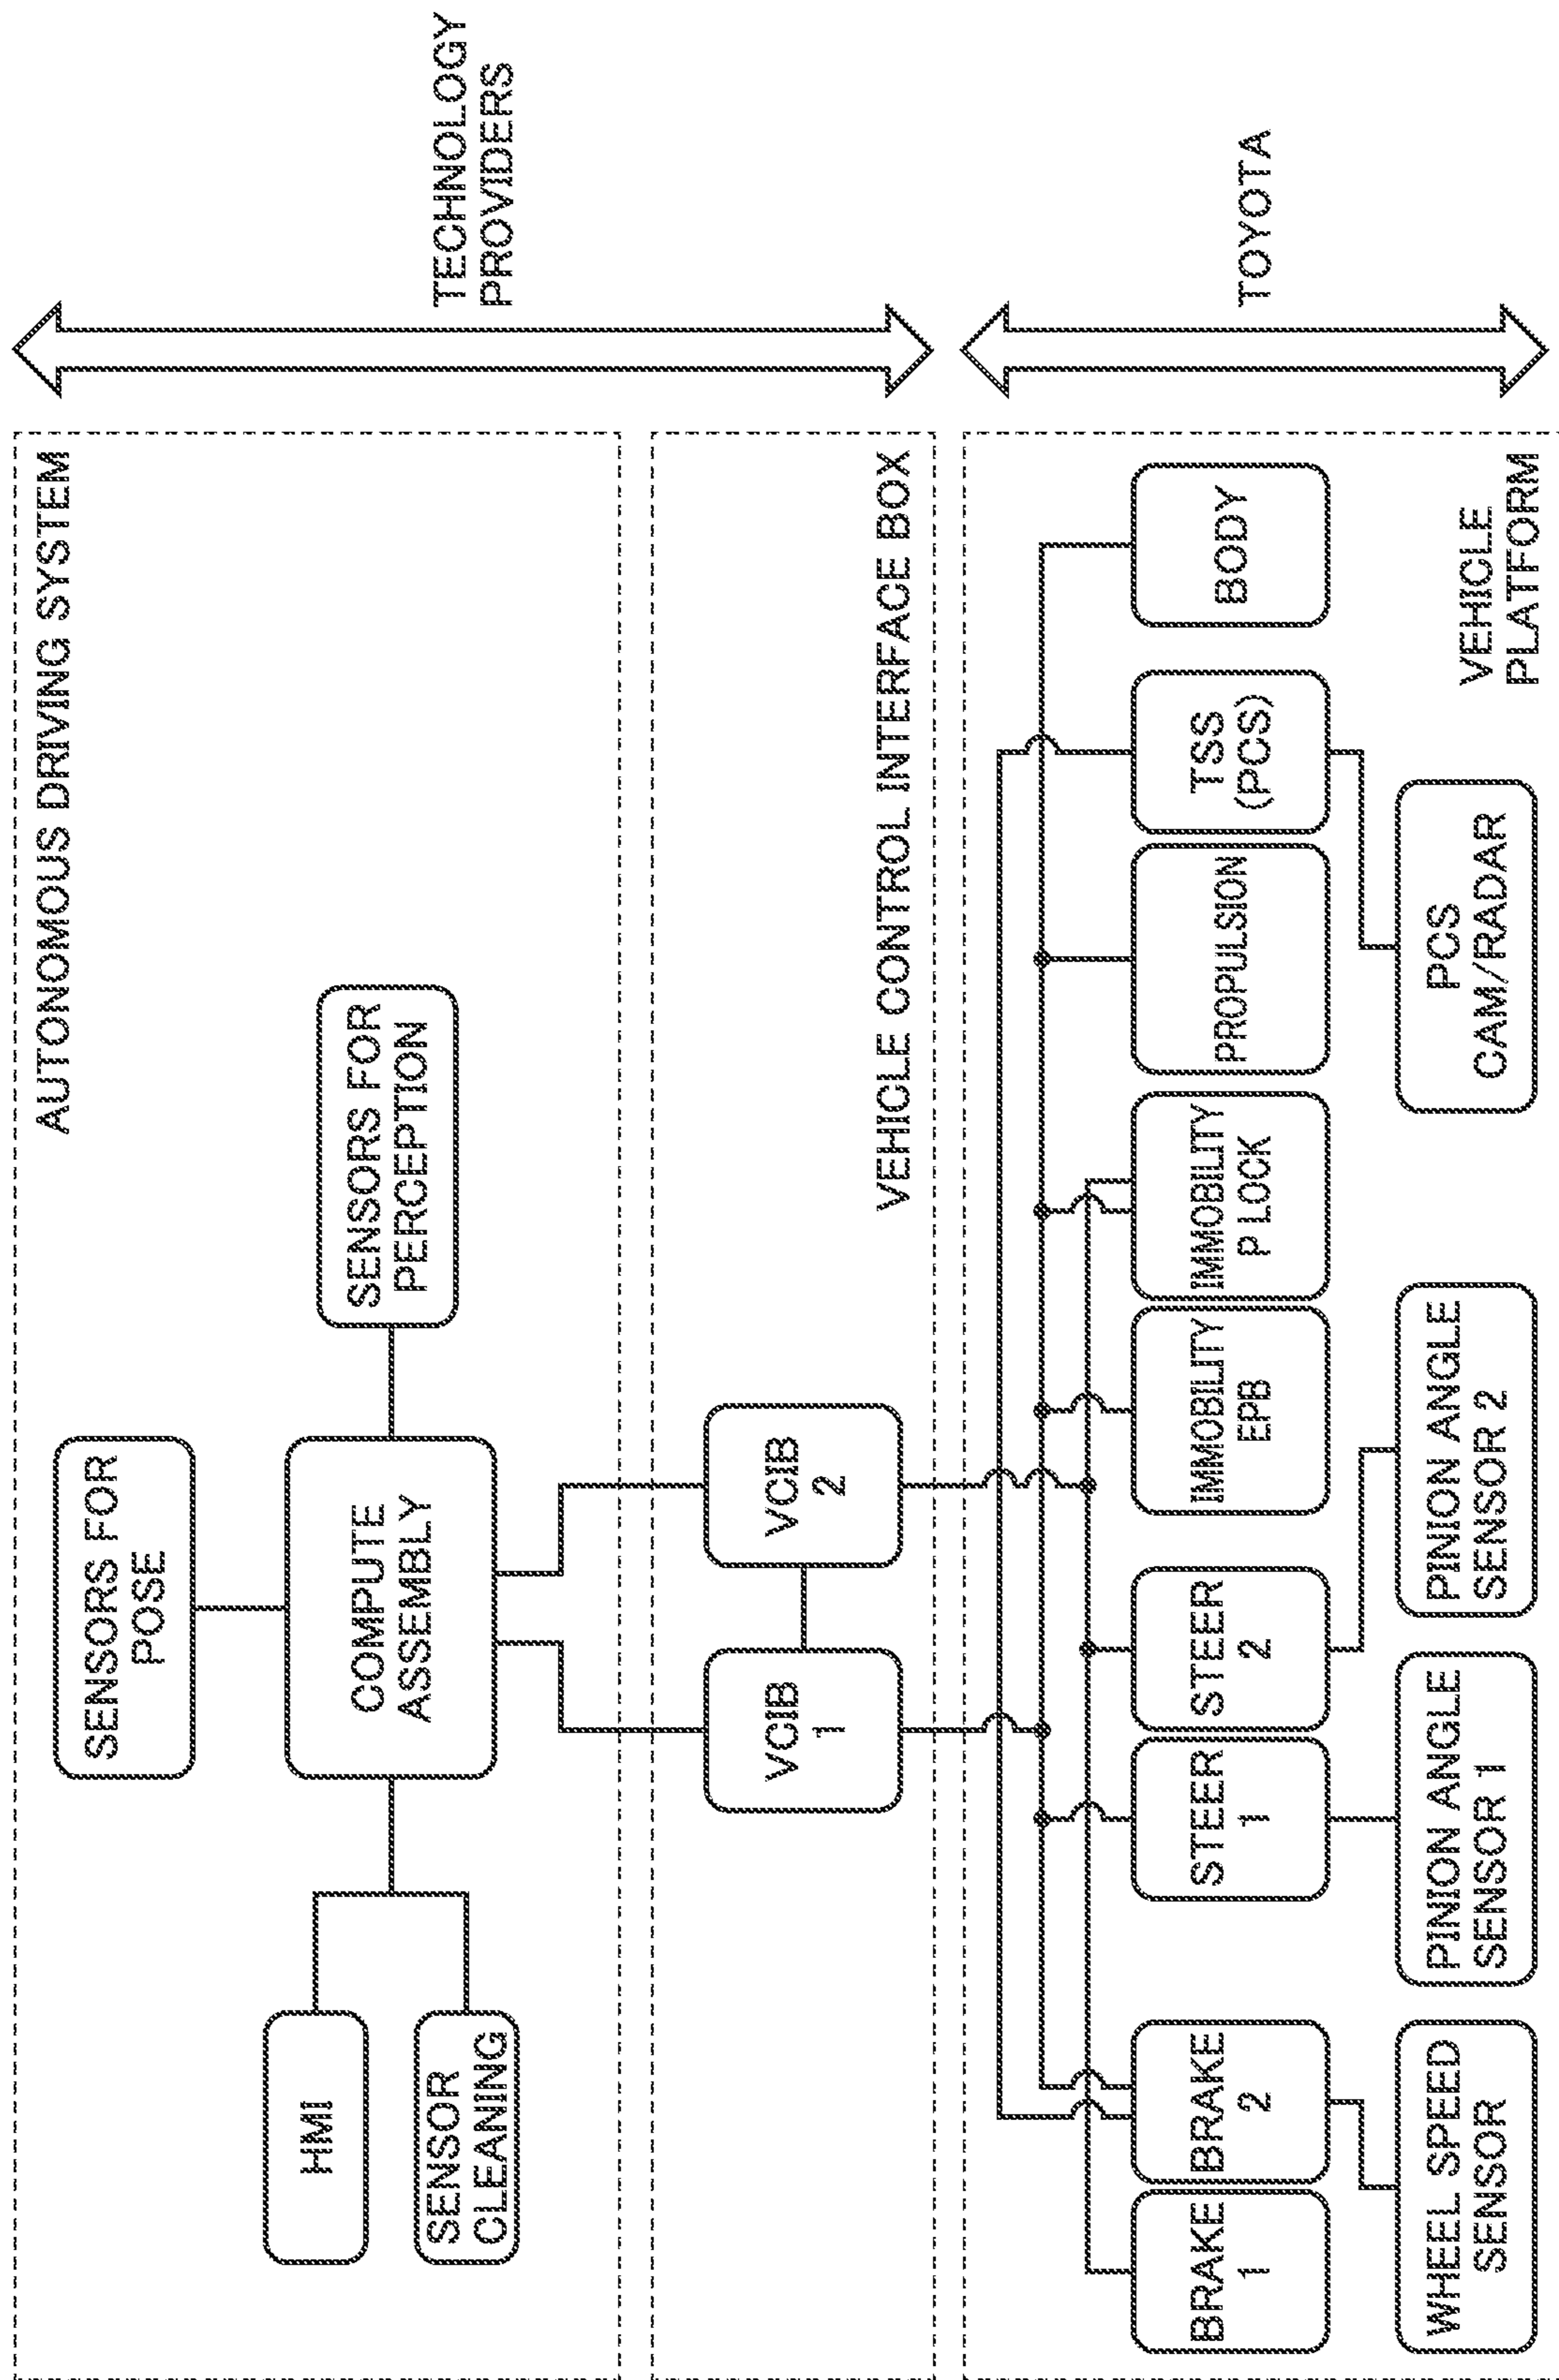 AUTONOMOUS DRIVING SYSTEM
SENSORS FOR
POSE
HMI
SENSOR
CLEANING
COMPUTE
ASSEMBLY
SENSORS FOR
PERCEPTION
TECHNOLOGY
PROVIDERS
VCIB
1
VCIB
2
VEHICLE CONTROL INTERFACE BOX
BRAKE
1
BRAKE
2
STEER
1
STEER
2
IMMOBILITY
EPB
IMMOBILITY
P LOCK
PROPULSION
TSS
(PCS)
BODY
TOYOTA
WHEEL SPEED
SENSOR
PINION ANGLE
SENSOR 1
PINION ANGLE
SENSOR 2
PCS
CAM/RADAR
VEHICLE
PLATFORM